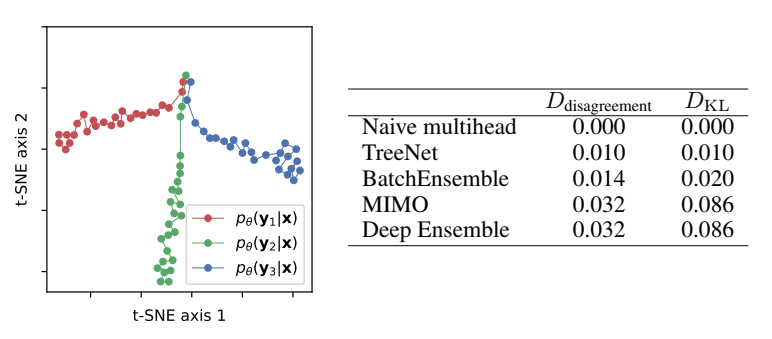 t-SNE axis 2
pθ(y1|x)
pθ(y2|x)
pθ(y3|x)
t-SNE axis 1
Ddisagreement DKL
Naive multihead 0.000 0.000
TreeNet 0.010 0.010
BatchEnsemble 0.014 0.020
MIMO 0.032 0.086
Deep Ensemble 0.032 0.086